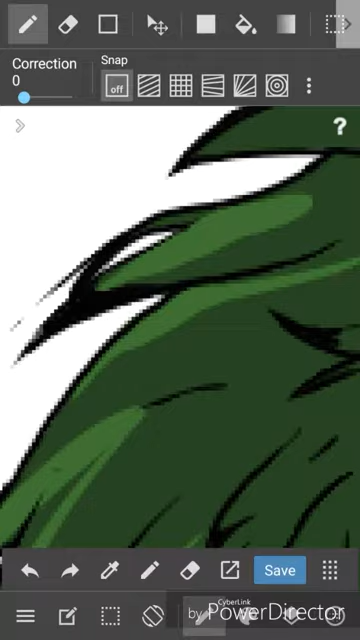 Correction
0
Snap
off
?
Save
CyberLink
by PowerDirector